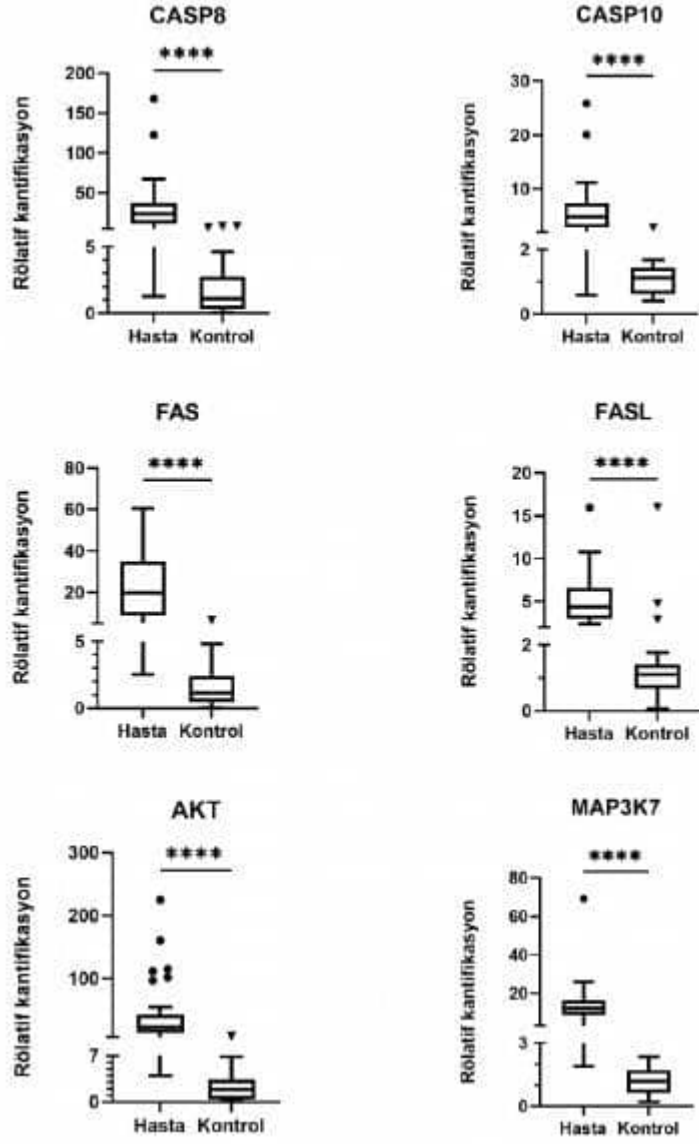 CASP8
****
200
150
100
50
5
0
Rölatif kantifikasyon
Hasta Kontrol
CASP10
****
30
20
10
2
0
Rölatif kantifikasyon
Hasta Kontrol
FAS
****
80
60
40
20
5
0
Rölatif kantifikasyon
Hasta Kontrol
FASL
****
20
15
10
5
2
0
Rölatif kantifikasyon
Hasta Kontrol
AKT
****
300
200
100
7
0
Rölatif kantifikasyon
Hasta Kontrol
MAP3K7
****
80
60
40
20
3
0
Rölatif kantifikasyon
Hasta Kontrol